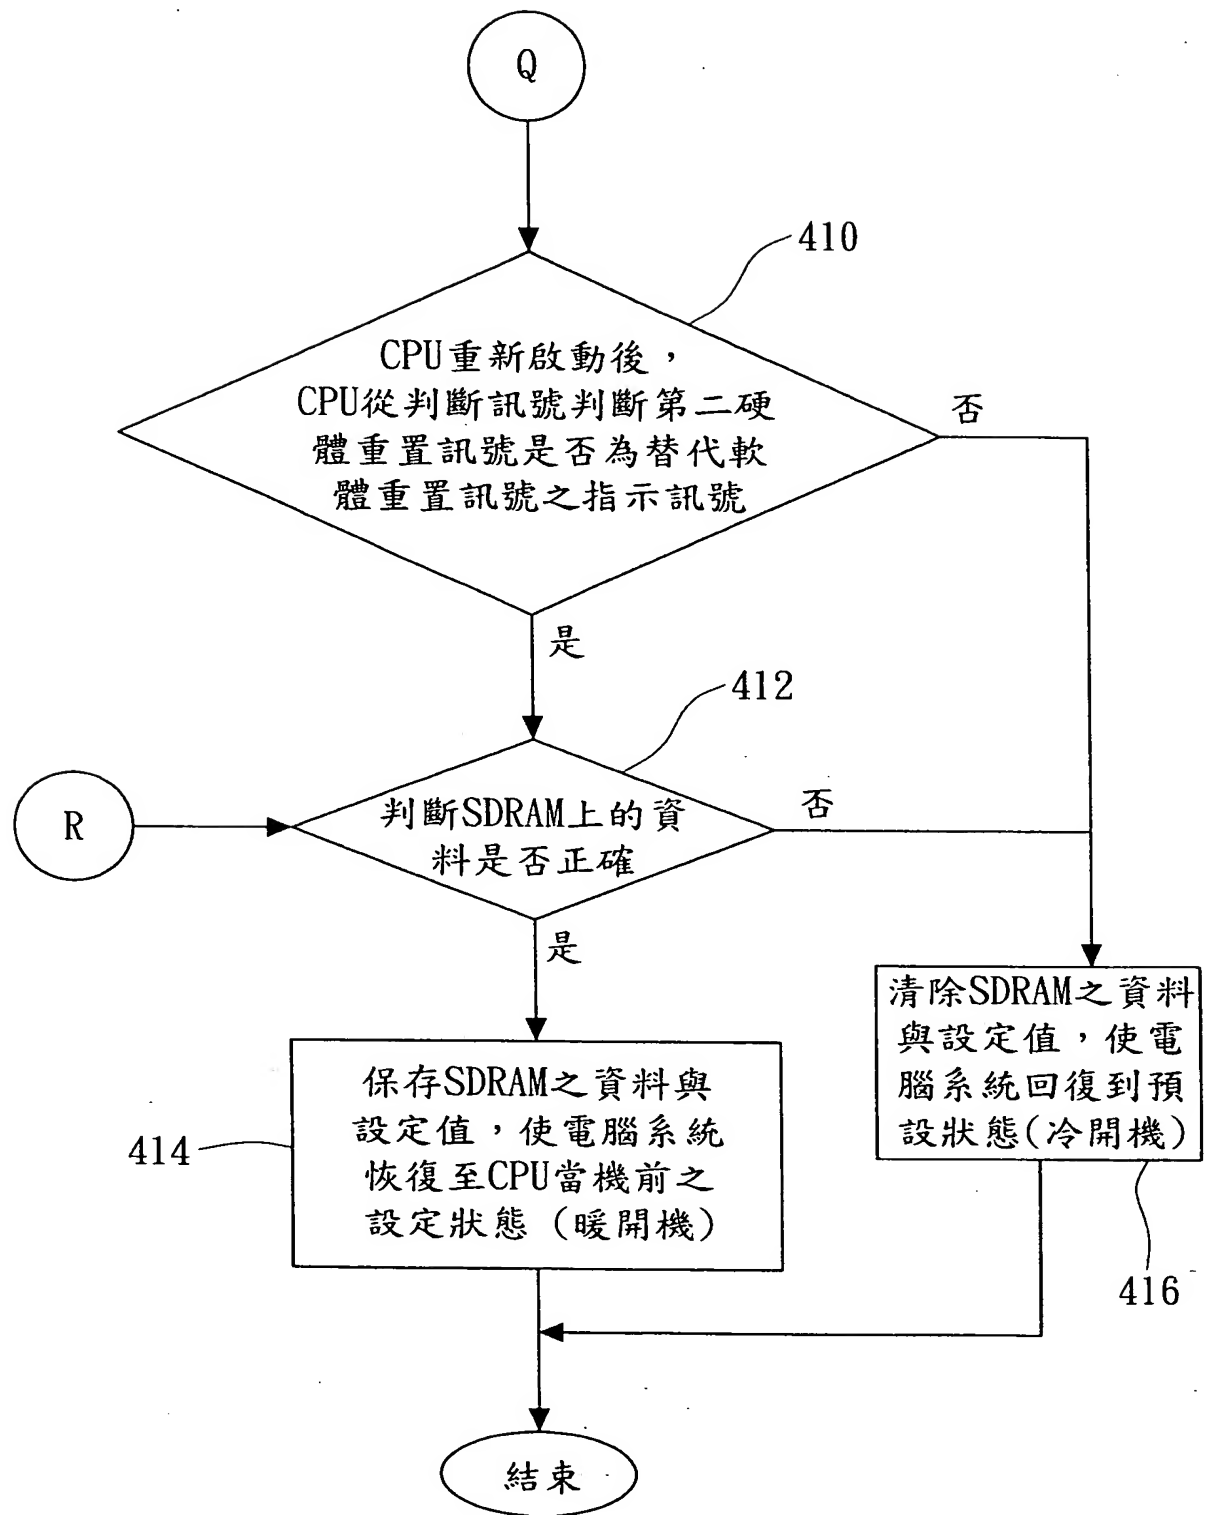 Q
410
CPU重新啟動後，
CPU從判斷訊號判斷第二硬
體重置訊號是否為替代軟
體重置訊號之指示訊號
否
是
412
R
判斷SDRAM上的資
料是否正確
否
是
清除SDRAM之資料
與設定值，使電
腦系統回復到預
設狀態(冷開機)
保存SDRAM之資料與
設定值，使電腦系統
恢復至CPU當機前之
設定狀態（暖開機）
414
416
結束